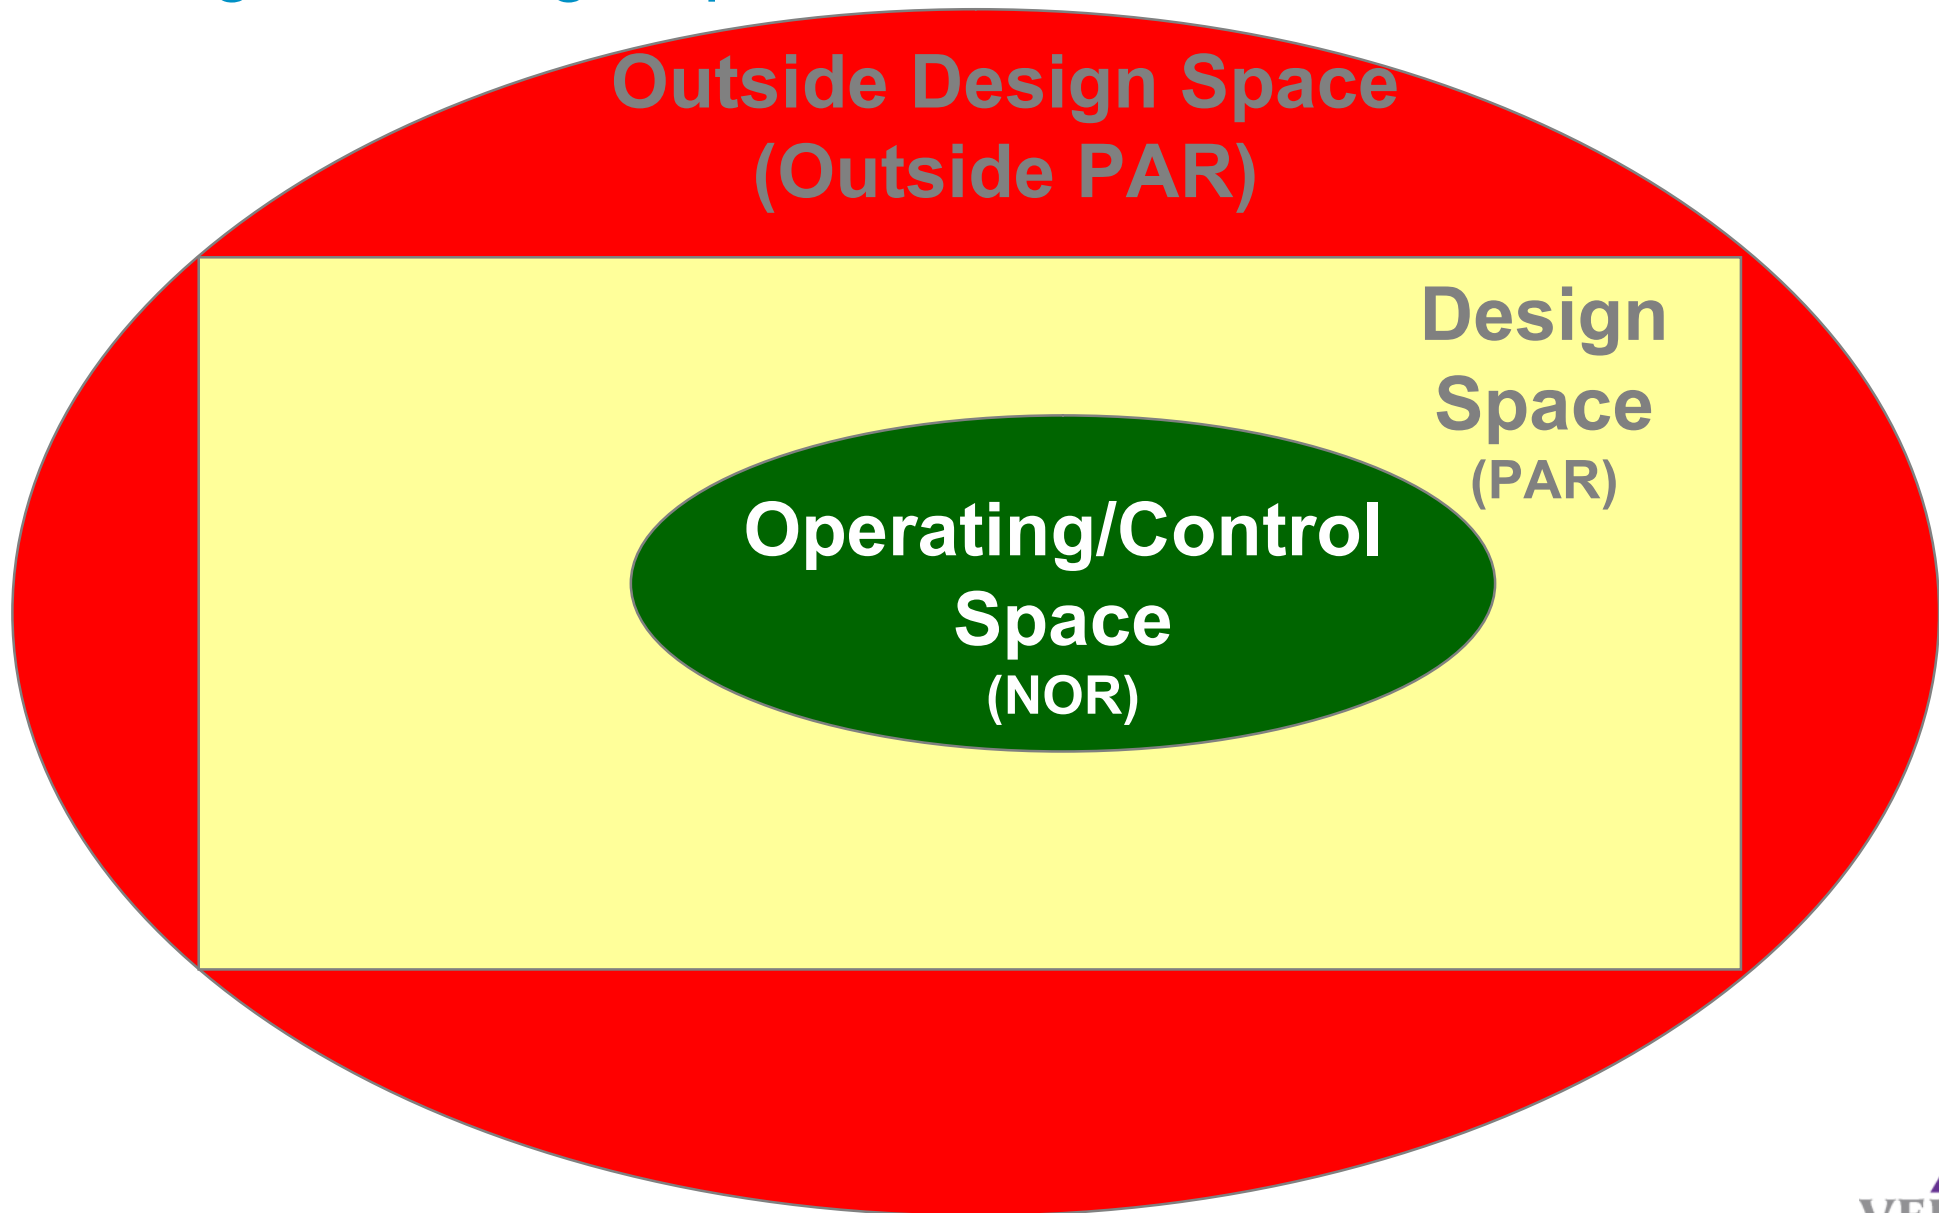 Outside Design Space
(Outside PAR)
Design
Space
(PAR)
Operating/Control
Space
(NOR)